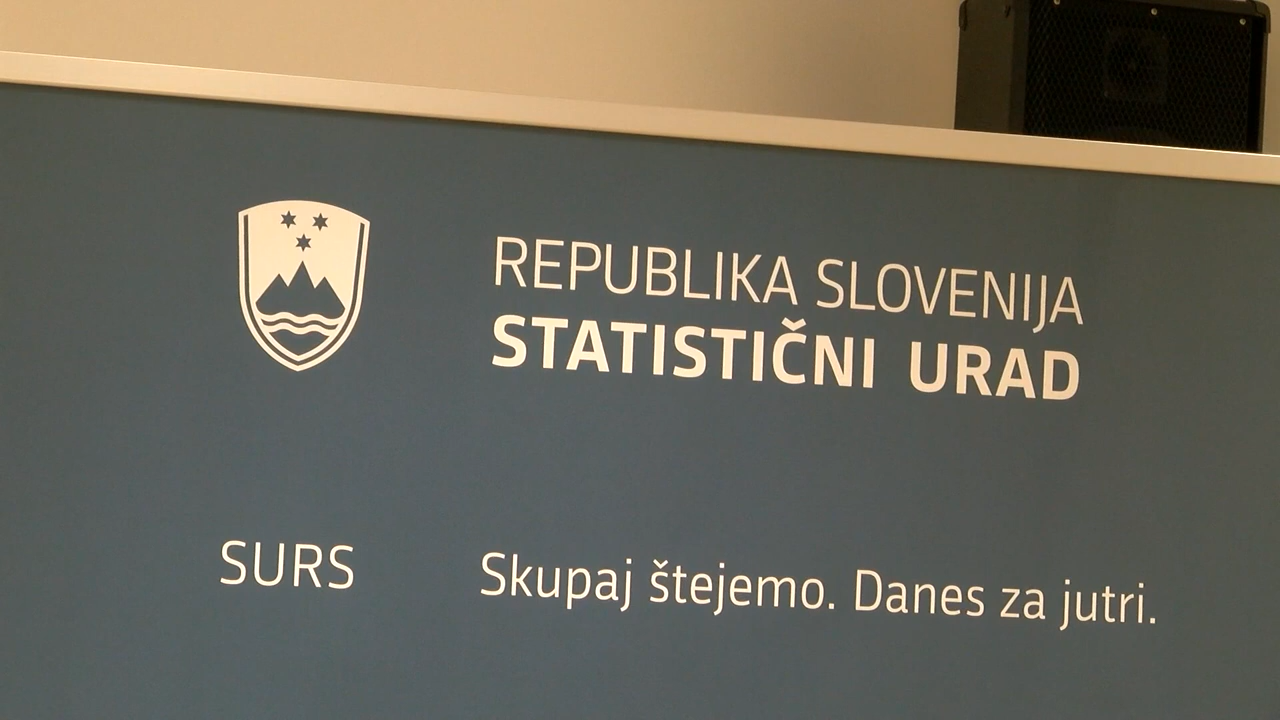 REPUBLIKA SLOVENIJA
STATISTIČNI URAD
SURS
Skupaj štejemo. Danes za jutri.